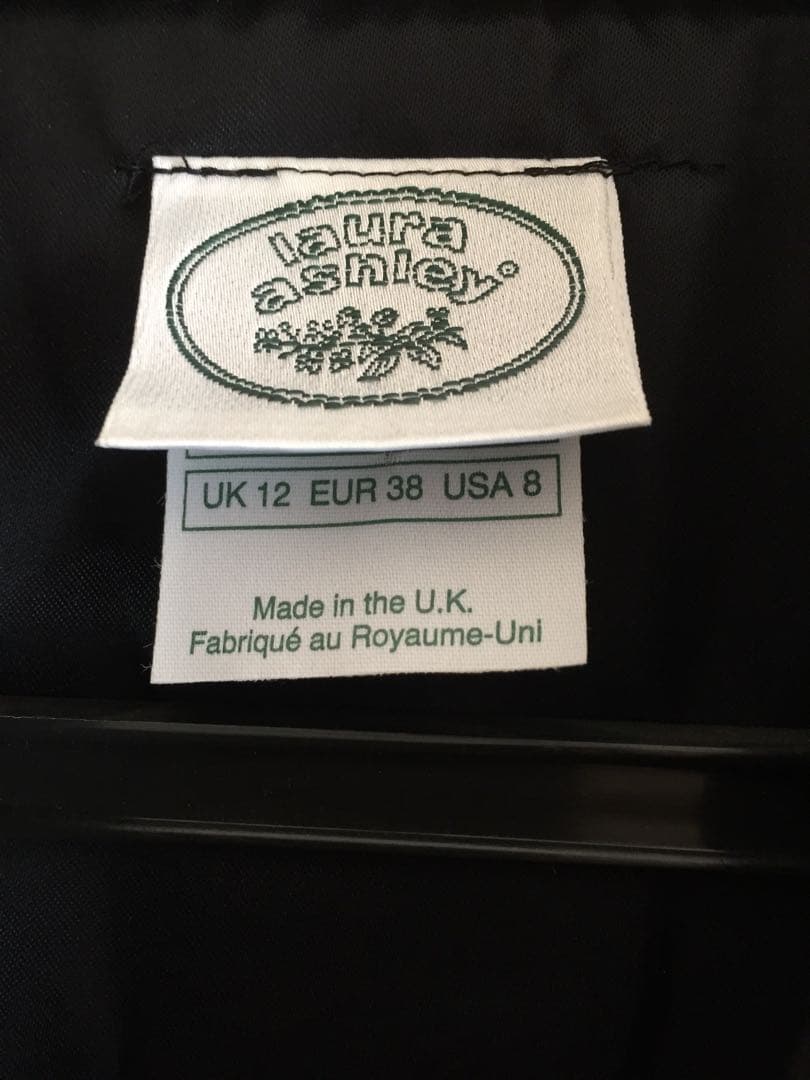 laura
ashley
UK 12 EUR 38 USA 8
Made in the U.K.
Fabriqué au Royaume-Uni